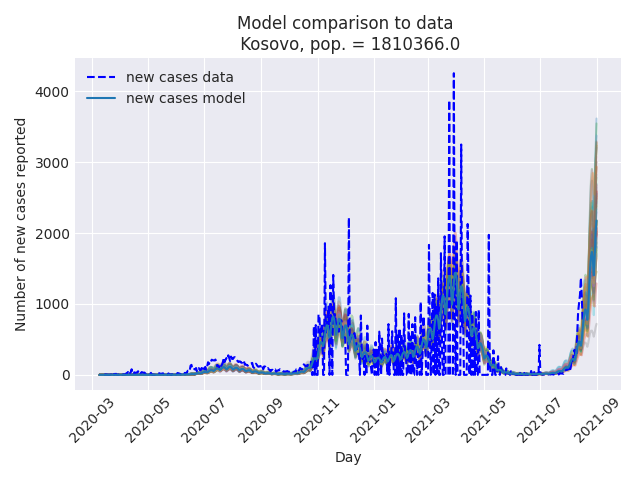 Model comparison to data
Kosovo, pop. = 1810366.0
new cases data
new cases model
Number of new cases reported
4000
3000
2000
1000
0
2020-03
2020-05
2020-07
2020-09
2020-11
2021-01
2021-03
2021-05
2021-07
2021-09
Day